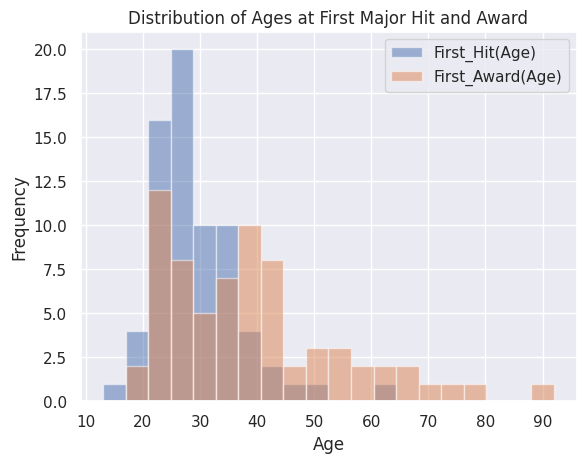 Distribution of Ages at First Major Hit and Award
First_Hit(Age)
First_Award(Age)
Frequency
20.0
17.5
15.0
12.5
10.0
7.5
5.0
2.5
0.0
10 20 30 40 50 60 70 80 90
Age